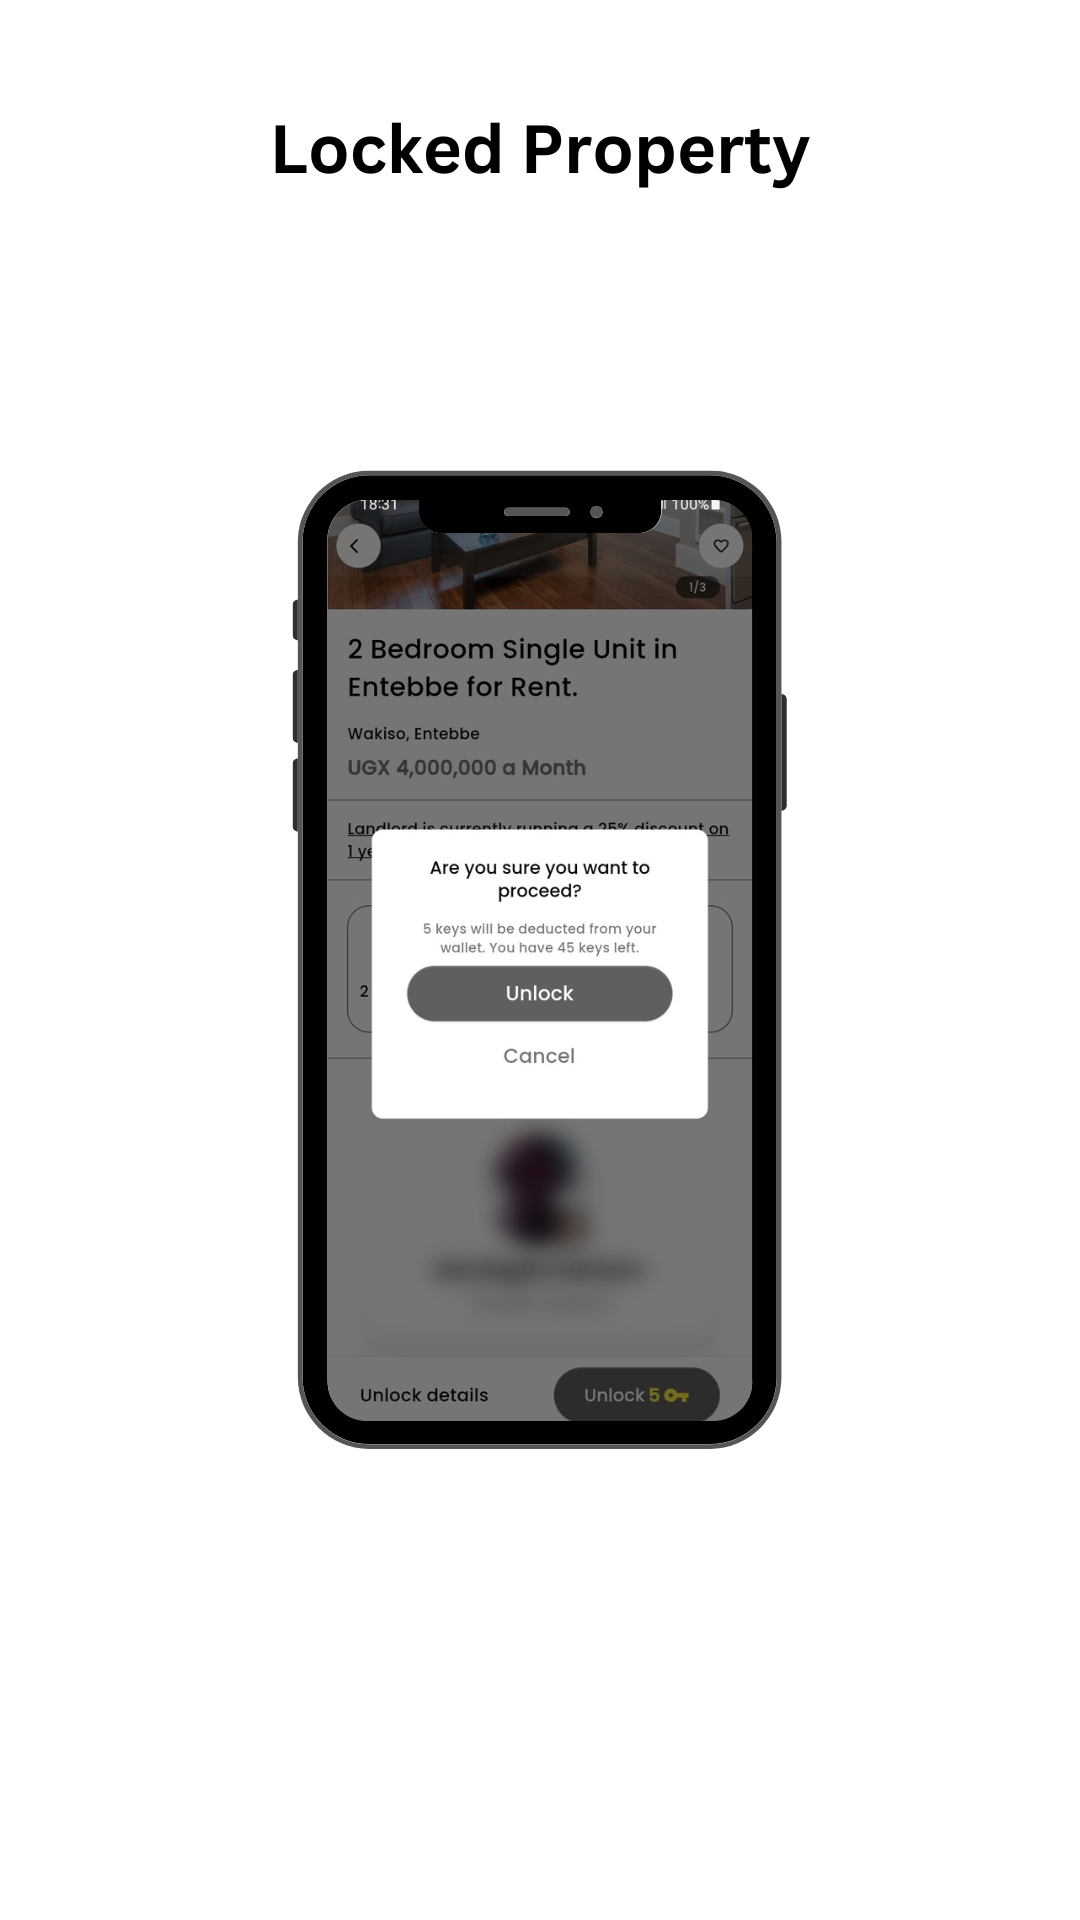 Locked Property
18:31
100%
1/3
2 Bedroom Single Unit in
Entebbe for Rent.
Wakiso, Entebbe
UGX 4,000,000 a Month
Landlord is currently running a 25% discount on
1
Are you sure you want to
proceed?
5 keys will be deducted from your
wallet. You have 45 keys left.
2
Unlock
Cancel
Unlock details
Unlock 5